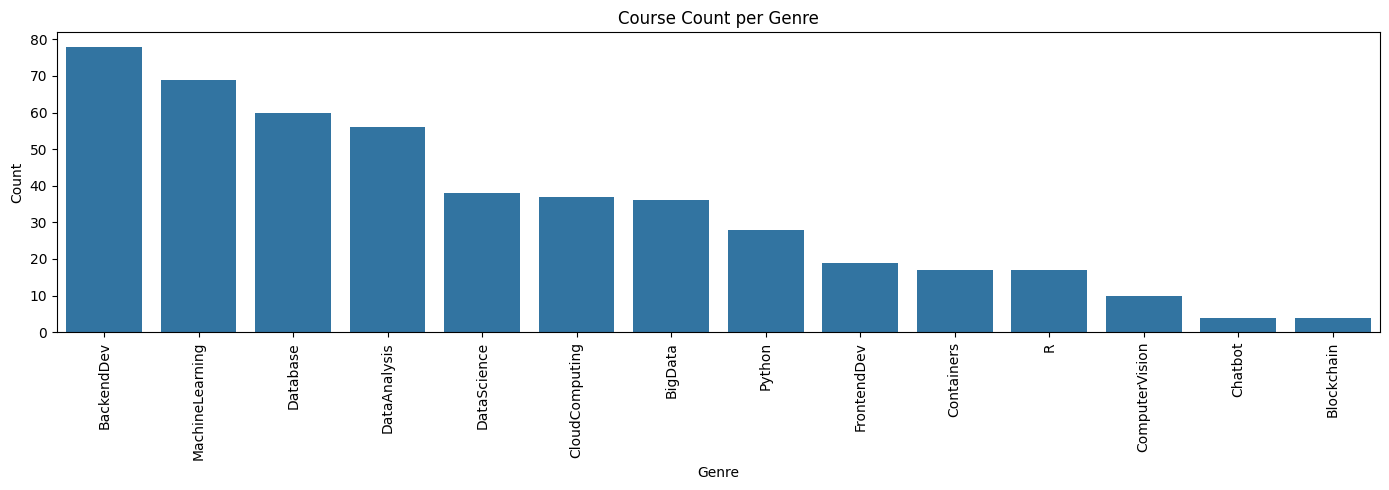 Course Count per Genre
80
70
60
50
40
30
20
10
0
Count
BackendDev
MachineLearning
Database
DataAnalysis
DataScience
CloudComputing
BigData
Python
FrontendDev
Containers
R
ComputerVision
Chatbot
Blockchain
Genre